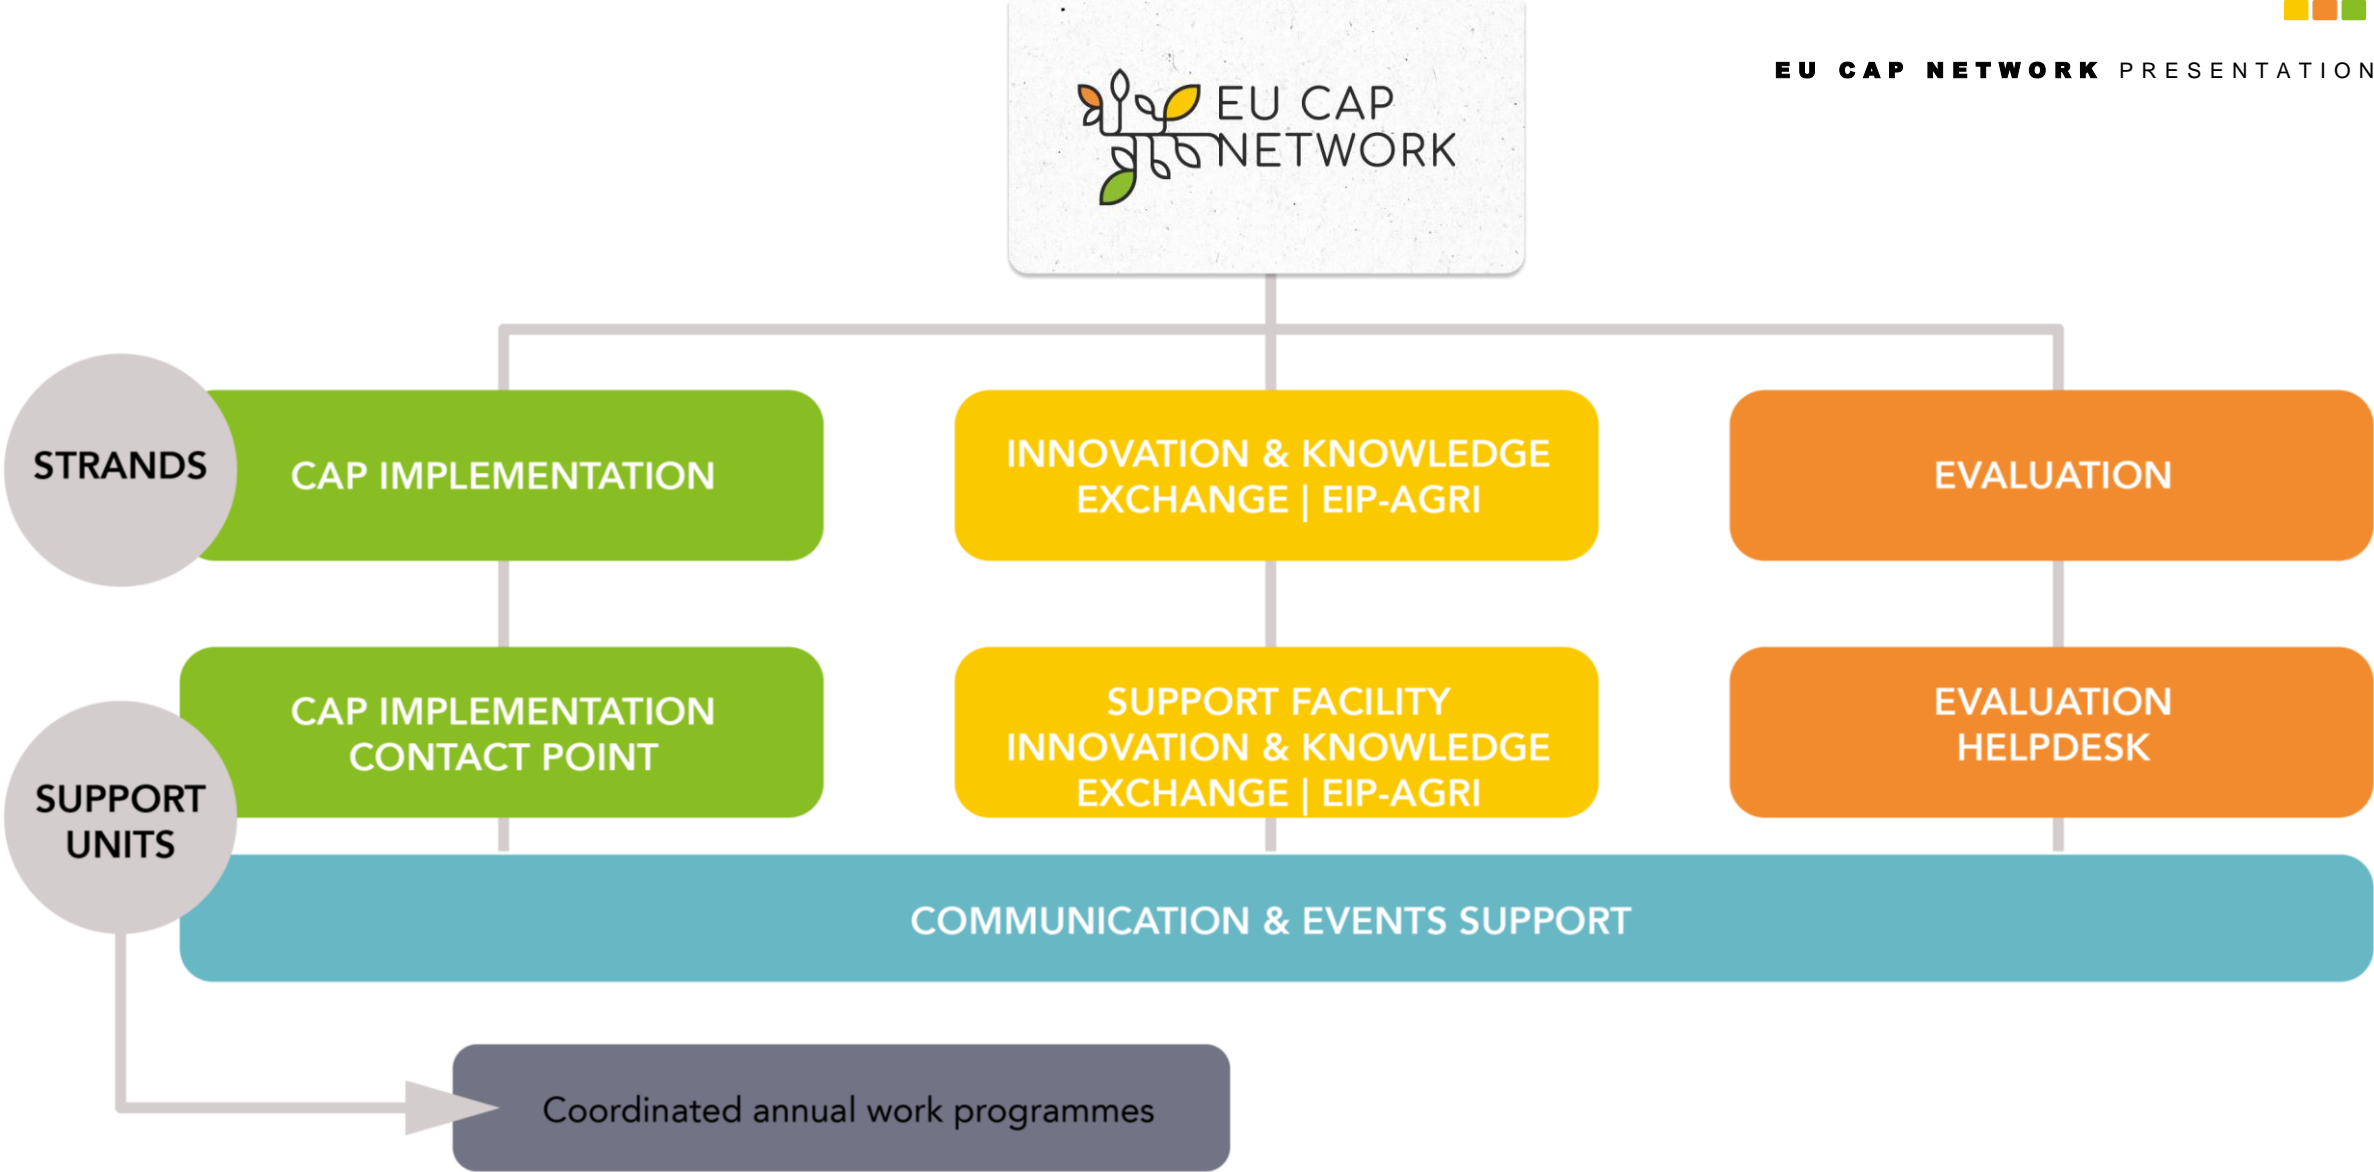 EU CAP NETWORK PRESENTATION
EU CAP
NETWORK
STRANDS
CAP IMPLEMENTATION
INNOVATION & KNOWLEDGE
EXCHANGE | EIP-AGRI
EVALUATION
SUPPORT
UNITS
CAP IMPLEMENTATION
CONTACT POINT
SUPPORT FACILITY
INNOVATION & KNOWLEDGE
EXCHANGE | EIP-AGRI
EVALUATION
HELPDESK
COMMUNICATION & EVENTS SUPPORT
Coordinated annual work programmes